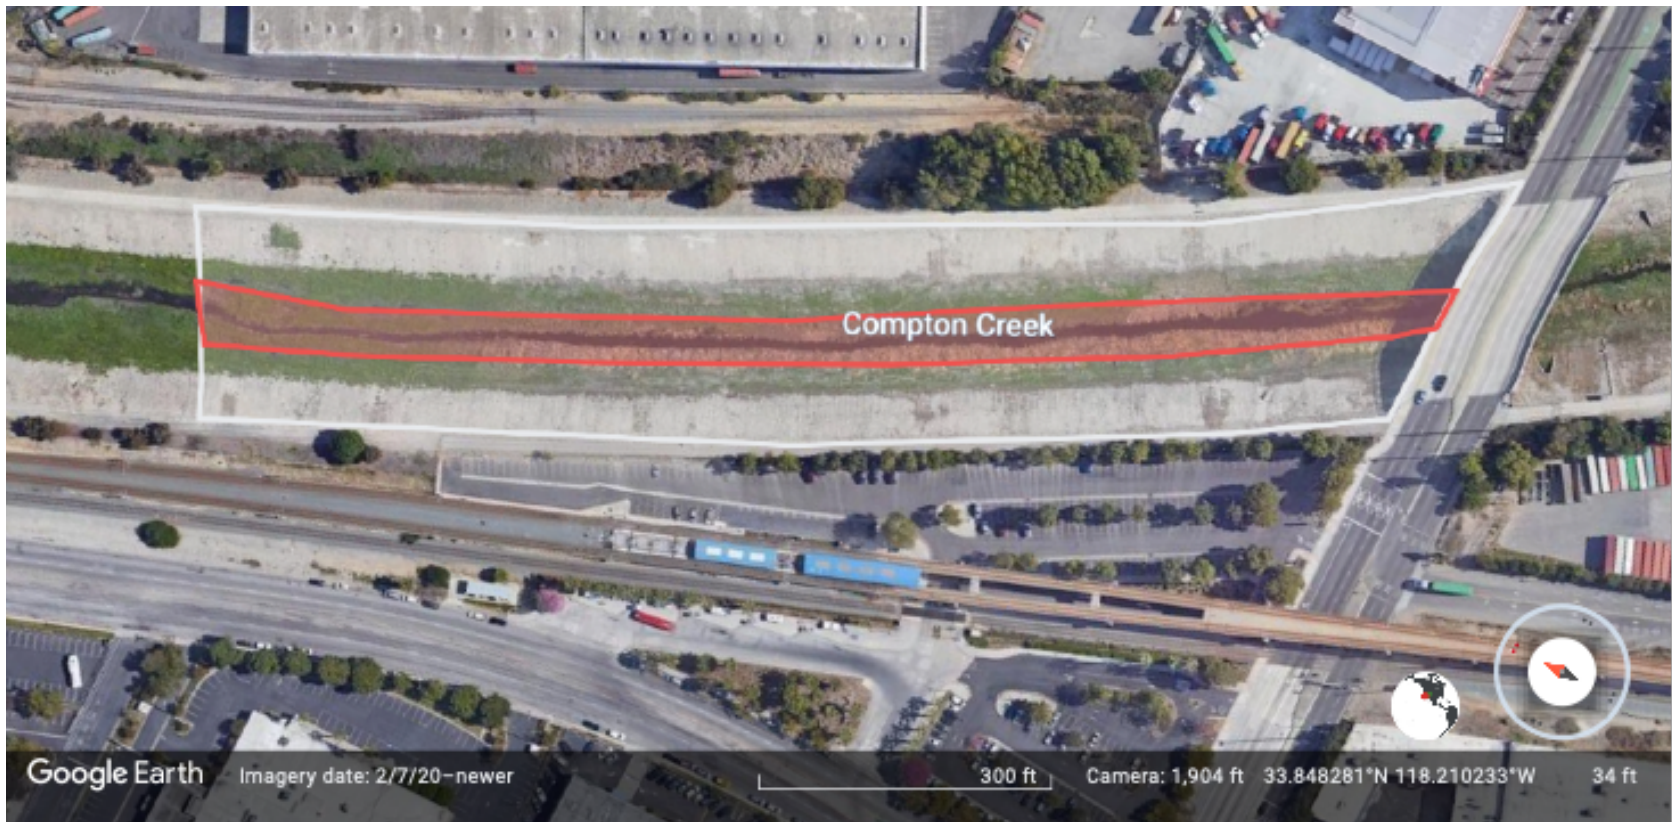 Compton Creek
Google Earth Imagery date: 2/7/20–newer 300 ft Camera: 1,904 ft 33.848281°N 118.210233°W 34 ft